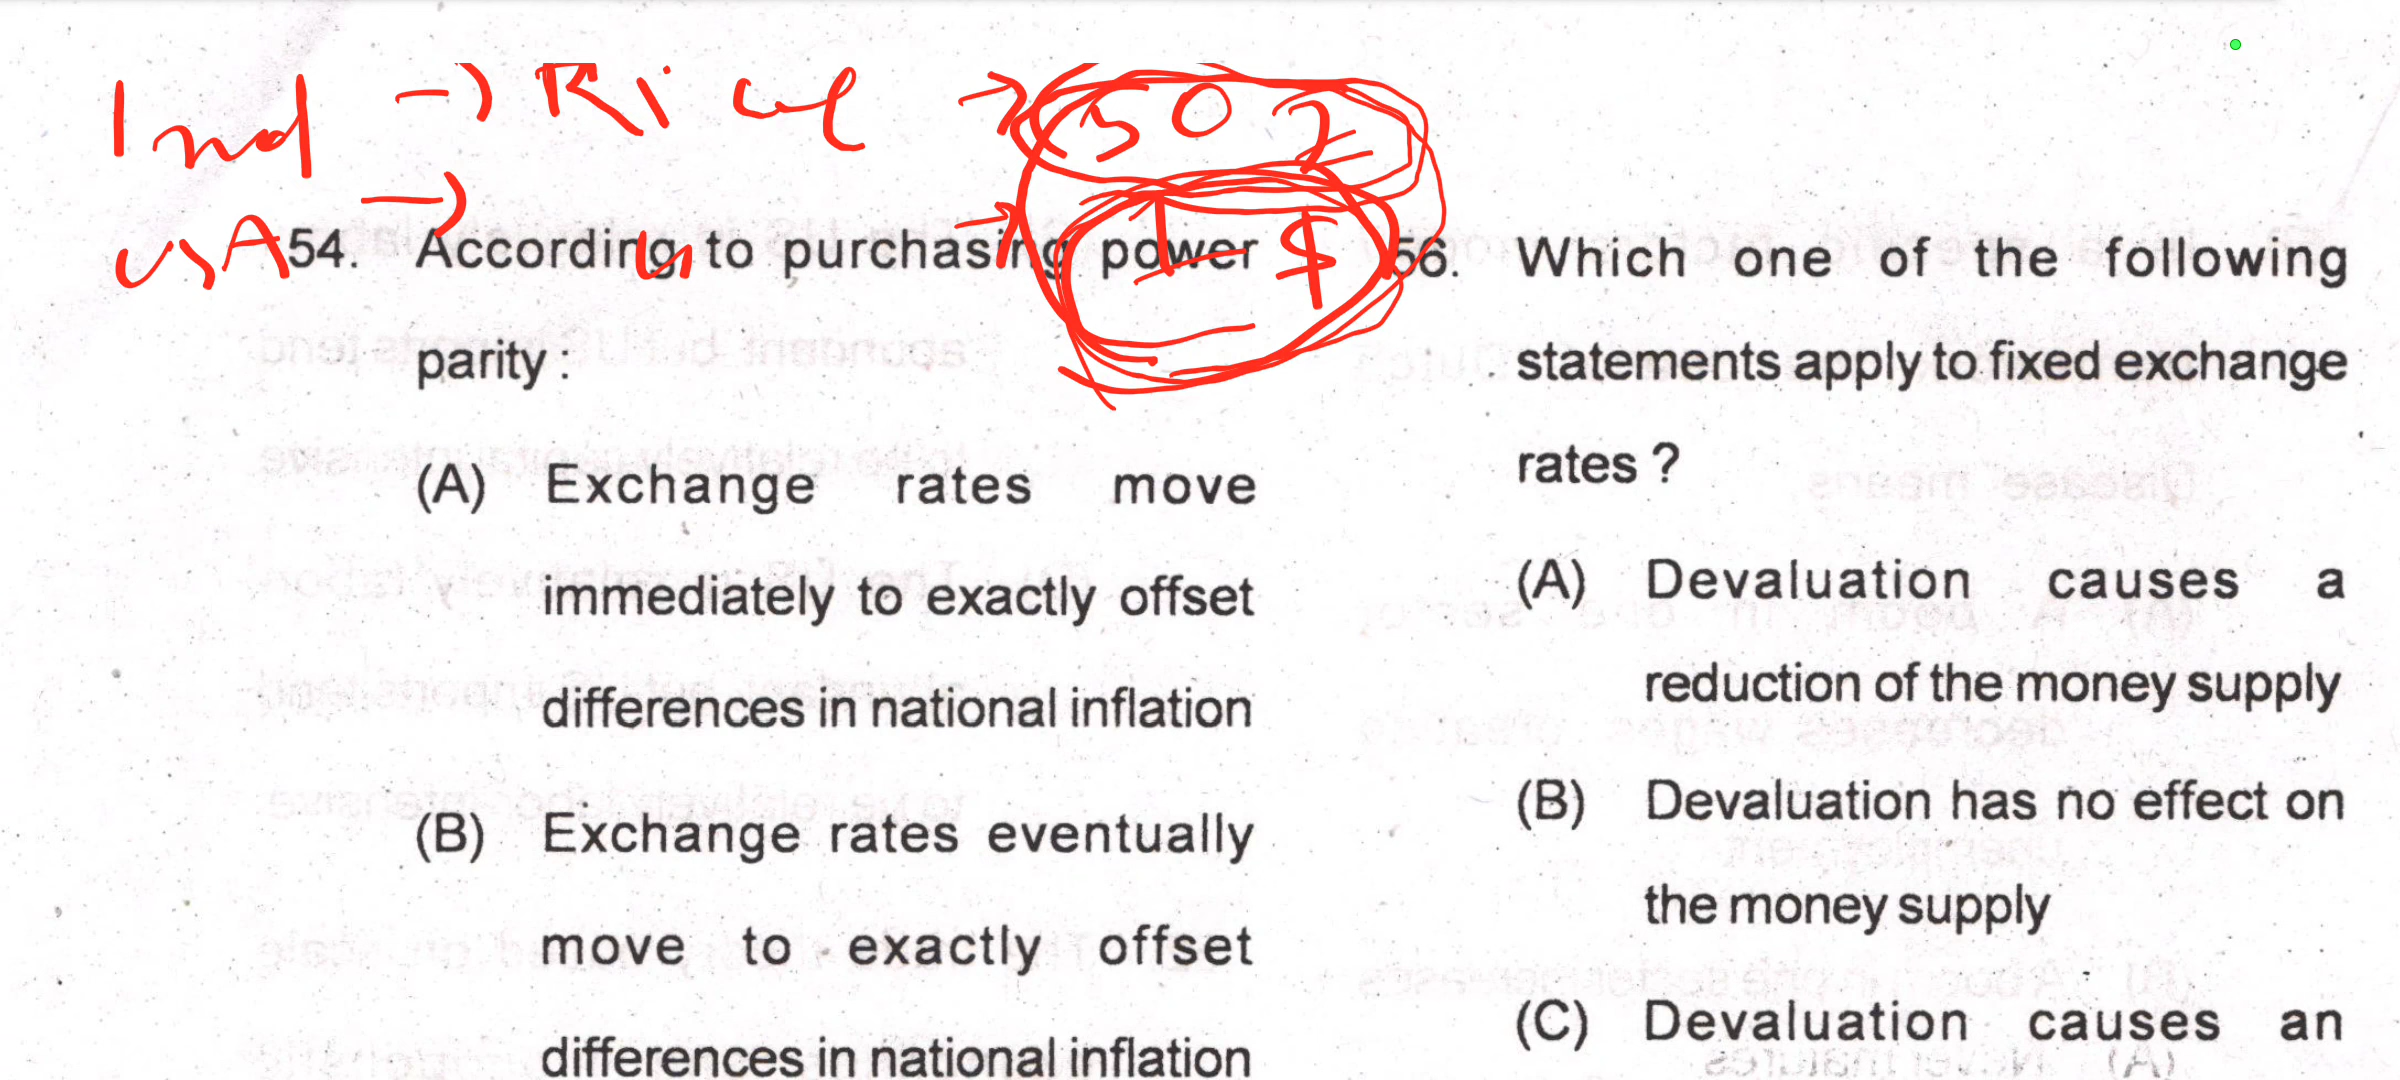 Ind → Rice → 50 ₹
USA → " → 1 $
54. According to purchasing power
parity :
(A) Exchange rates move
immediately to exactly offset
differences in national inflation
(B) Exchange rates eventually
move to exactly offset
differences in national inflation
56. Which one of the following
statements apply to fixed exchange
rates ?
(A) Devaluation causes a
reduction of the money supply
(B) Devaluation has no effect on
the money supply
(C) Devaluation causes an